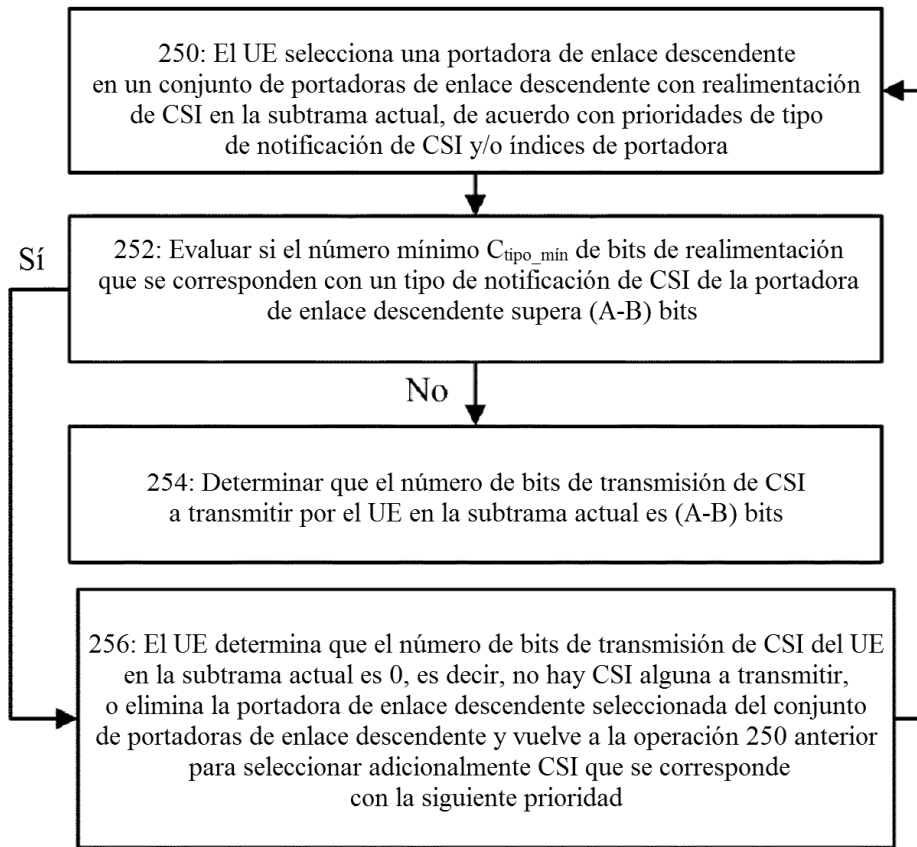 250: El UE selecciona una portadora de enlace descendente
en un conjunto de portadoras de enlace descendente con realimentación
de CSI en la subtrama actual, de acuerdo con prioridades de tipo
de notificación de CSI y/o índices de portadora
Sí
252: Evaluar si el número mínimo Ctipo_mín de bits de realimentación
que se corresponden con un tipo de notificación de CSI de la portadora
de enlace descendente supera (A-B) bits
No
254: Determinar que el número de bits de transmisión de CSI
a transmitir por el UE en la subtrama actual es (A-B) bits
256: El UE determina que el número de bits de transmisión de CSI del UE
en la subtrama actual es 0, es decir, no hay CSI alguna a transmitir,
o elimina la portadora de enlace descendente seleccionada del conjunto
de portadoras de enlace descendente y vuelve a la operación 250 anterior
para seleccionar adicionalmente CSI que se corresponde
con la siguiente prioridad